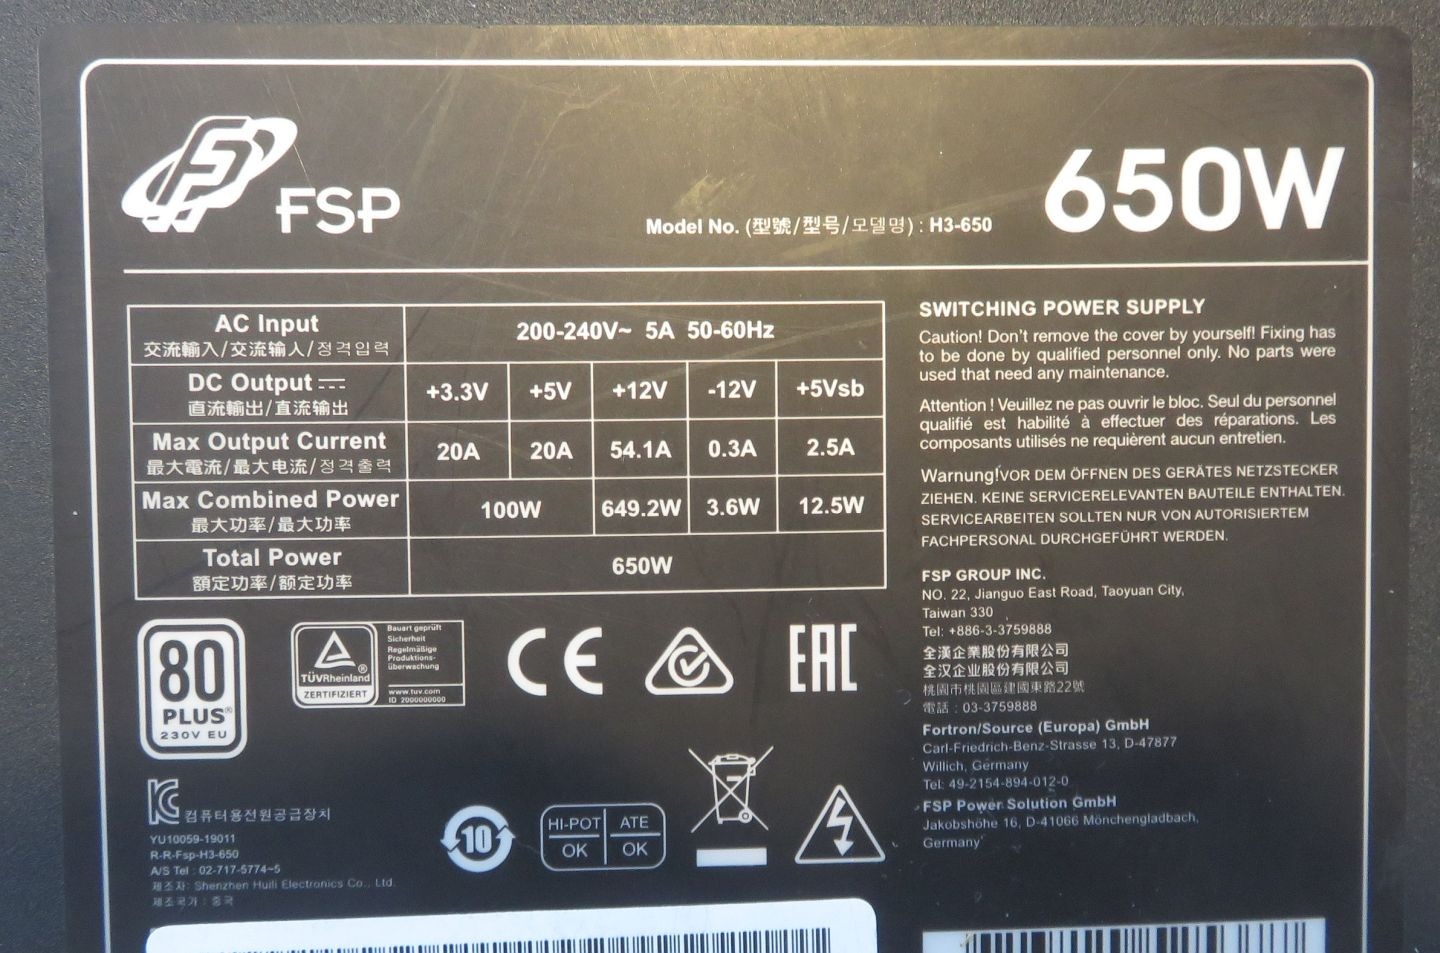 FSP
Model No. (型號/型号/모델명) : H3-650
650W
AC Input 200-240V~ 5A 50-60Hz
交流輸入/交流输入/정격입력
DC Output +3.3V +5V +12V -12V +5Vsb
直流輸出/直流输出
Max Output Current 20A 20A 54.1A 0.3A 2.5A
最大電流/最大电流/정격출력
Max Combined Power 100W 649.2W 3.6W 12.5W
最大功率/最大功率
Total Power 650W
額定功率/额定功率
SWITCHING POWER SUPPLY
Caution! Don't remove the cover by yourself! Fixing has
to be done by qualified personnel only. No parts were
used that need any maintenance.
Attention ! Veuillez ne pas ouvrir le bloc. Seul du personnel
qualifié est habilité à effectuer des réparations. Les
composants utilisés ne requièrent aucun entretien.
Warnung!VOR DEM ÖFFNEN DES GERÄTES NETZSTECKER
ZIEHEN. KEINE SERVICERELEVANTEN BAUTEILE ENTHALTEN.
SERVICEARBEITEN SOLLTEN NUR VON AUTORISIERTEM
FACHPERSONAL DURCHGEFÜHRT WERDEN.
FSP GROUP INC.
NO. 22, Jianguo East Road, Taoyuan City,
Taiwan 330
Tel: +886-3-3759888
全漢企業股份有限公司
全汉企业股份有限公司
桃園市桃園區建國東路22號
電話 : 03-3759888
Fortron/Source (Europa) GmbH
Carl-Friedrich-Benz-Strasse 13, D-47877
Willich, Germany
Tel: 49-2154-894-012-0
FSP Power Solution GmbH
Jakobshöhe 16, D-41066 Mönchengladbach,
Germany
80
PLUS®
230V EU
TÜVRheinland®
ZERTIFIZIERT
Bauart geprüft
Sicherheit
Regelmäßige
Produktions-
überwachung
www.tuv.com
ID 2000000000
CE
EAC
KC 컴퓨터용전원공급장치
YU10059-19011
R-R-Fsp-H3-650
A/S Tel : 02-717-5774~5
제조자: Shenzhen Huili Electronics Co., Ltd.
제조국가 : 중국
10
HI-POT ATE
OK OK